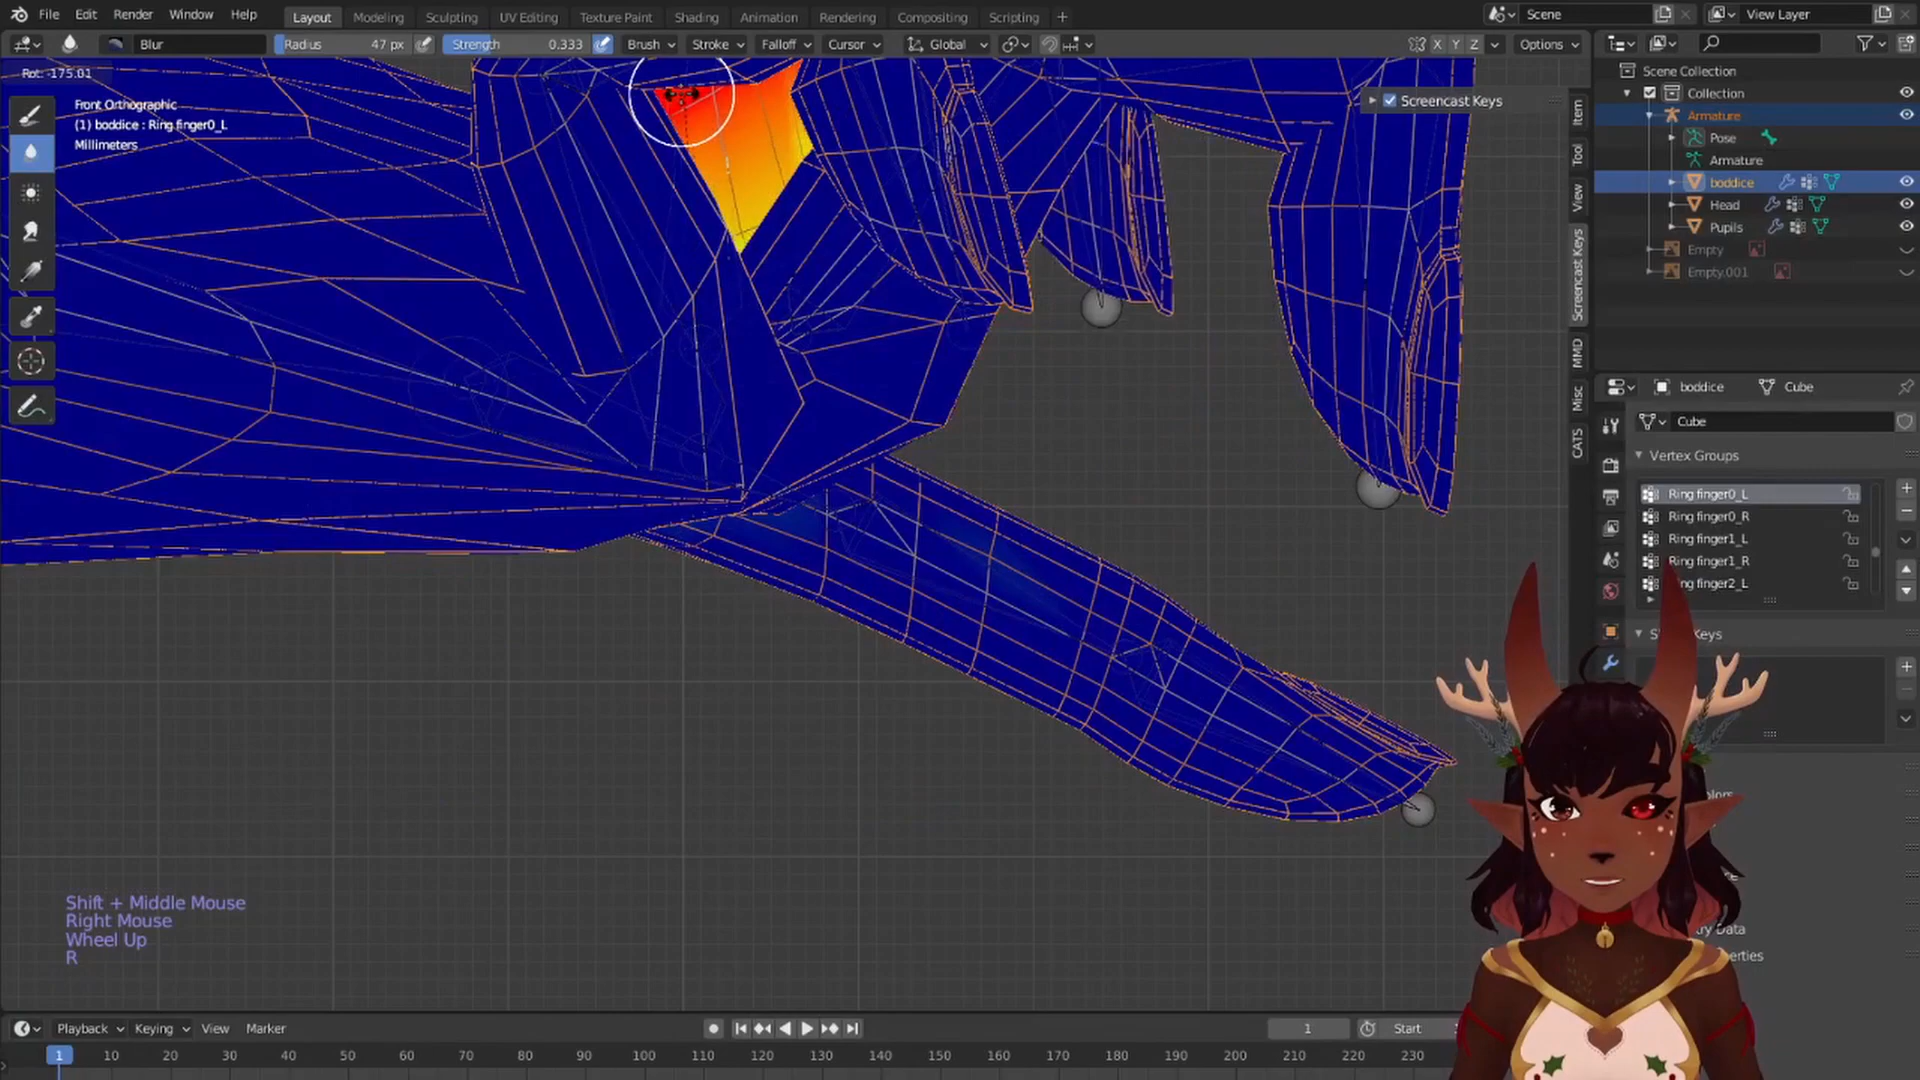 File Edit Render Window Help
Layout Modeling Sculpting UV Editing Texture Paint Shading Animation Rendering Compositing Scripting +
Scene
View Layer
Blur
Radius 47 px
Strength 0.333
Brush Stroke Falloff Cursor
Global
X Y Z
Options
Rot: -175.01
Front Orthographic
(1) boddice : Ring finger0_L
Millimeters
Screencast Keys
Item
Tool
View
Screencast Keys
MMD
Misc
CATS
Scene Collection
Collection
Armature
Pose
Armature
boddice
Head
Pupils
Empty
Empty.001
boddice
Cube
Cube
Vertex Groups
Ring finger0_L
Ring finger0_R
Ring finger1_L
Ring finger1_R
ng finger2_L
Keys
ry Data
operties
Shift + Middle Mouse
Right Mouse
Wheel Up
R
Playback Keying View Marker
1
Start
1 10 20 30 40 50 60 70 80 90 100 110 120 130 140 150 160 170 180 190 200 210 220 230